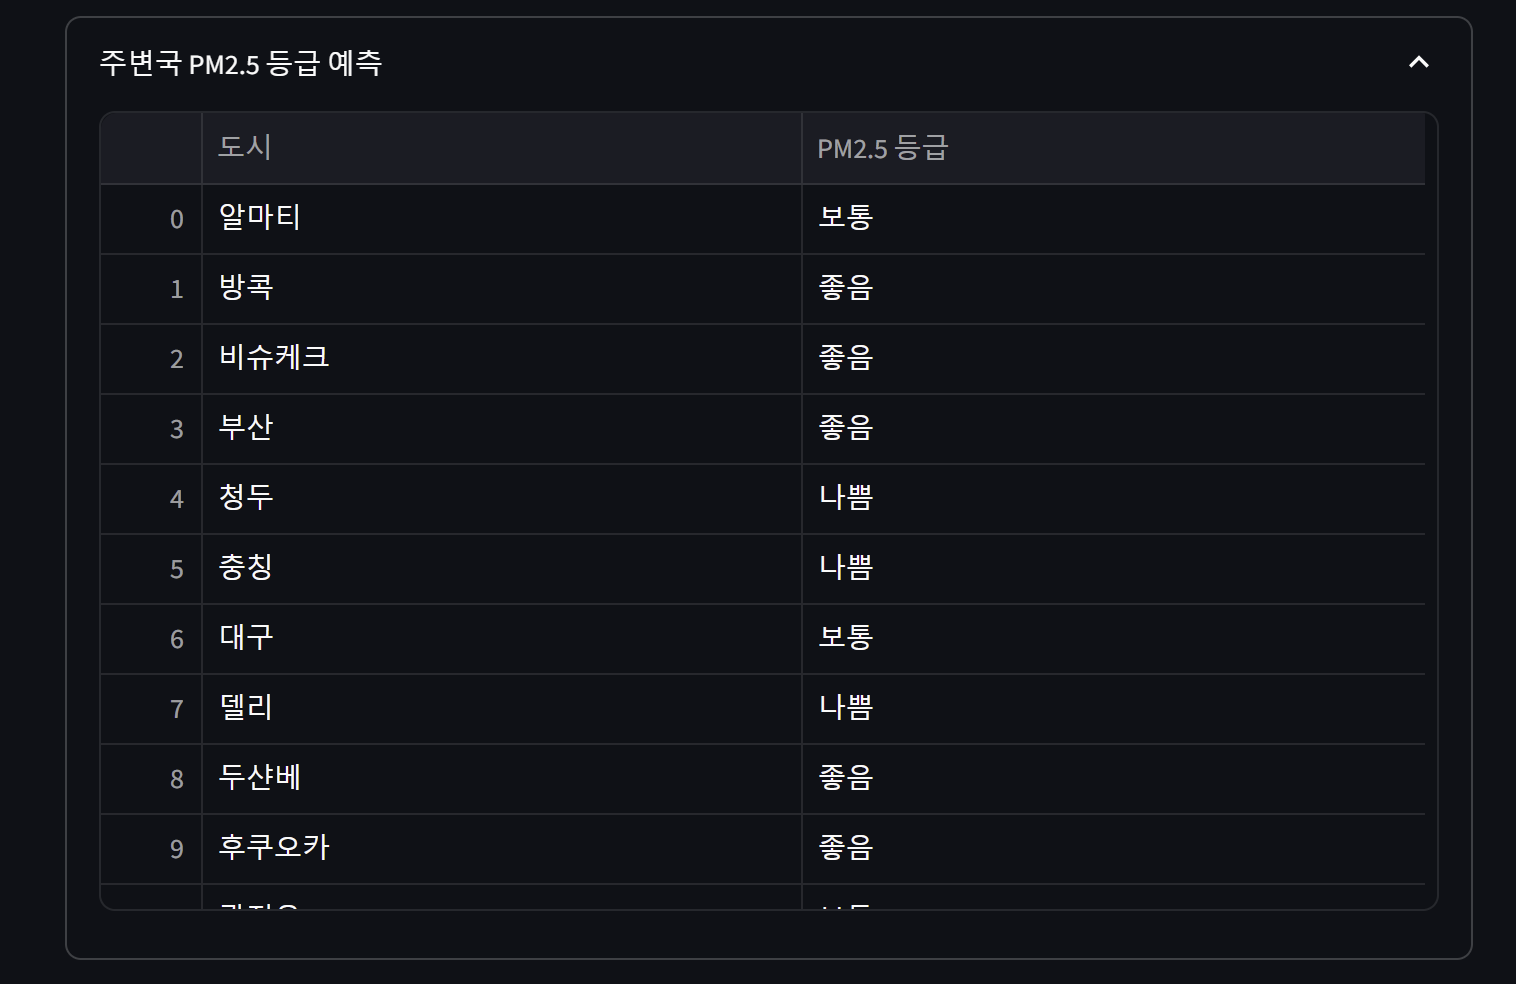 주변국 PM2.5 등급 예측
도시 PM2.5 등급
0 알마티 보통
1 방콕 좋음
2 비슈케크 좋음
3 부산 좋음
4 청두 나쁨
5 충칭 나쁨
6 대구 보통
7 델리 나쁨
8 두샨베 좋음
9 후쿠오카 좋음